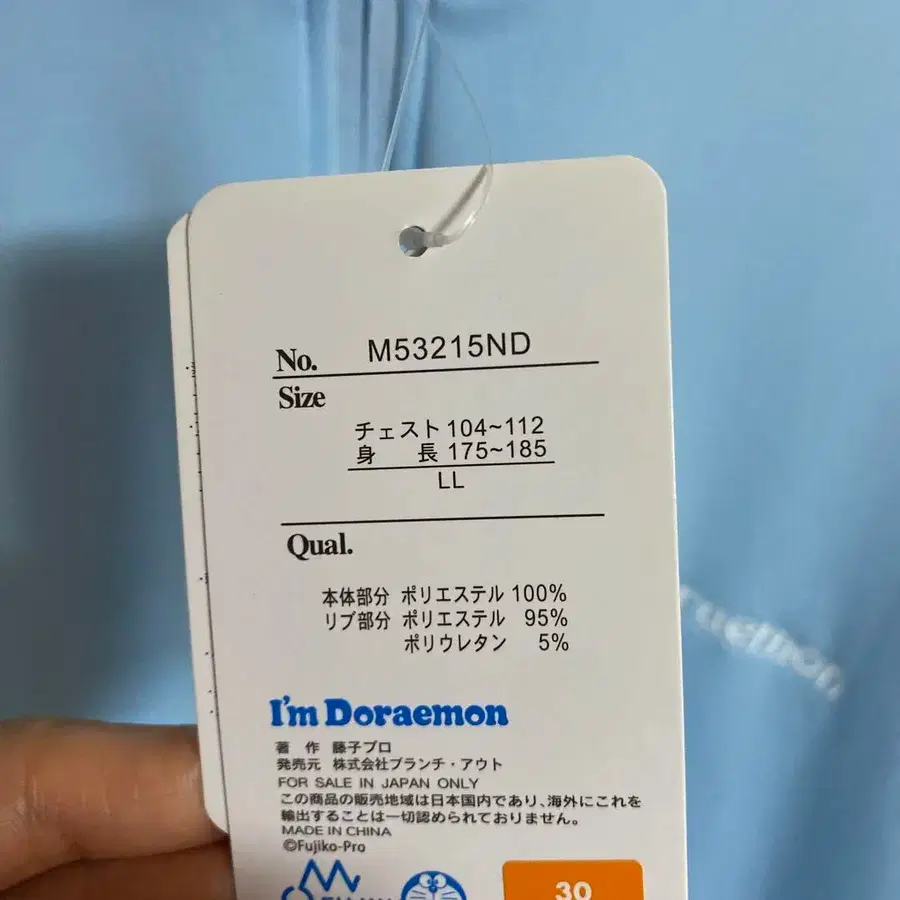 No. M53215ND
Size
チェスト 104~112
身 長 175~185
LL
Qual.
本体部分 ポリエステル 100%
リブ部分 ポリエステル 95%
ポリウレタン 5%
I'm Doraemon
著 作 藤子プロ
発売元 株式会社ブランチ・アウト
FOR SALE IN JAPAN ONLY
この商品の販売地域は日本国内であり、海外にこれを
輸出することは一切認められておりません。
MADE IN CHINA
©Fujiko-Pro
30